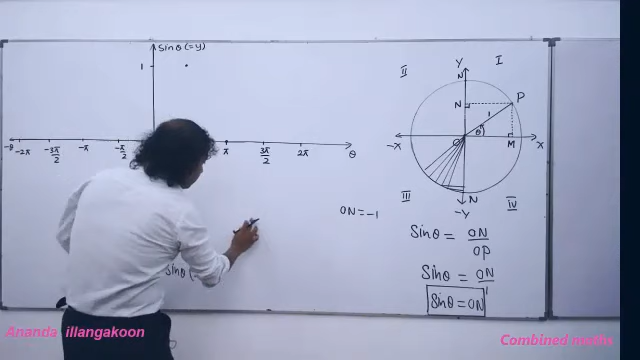 sinθ (=y)
1
-θ -2π -3π/2 -π -π/2 π 3π/2 2π θ
sinθ (
ON = -1
Y
II I
N
N P
1
-X O θ M X
III IV
N
-Y
Sinθ = ON/OP
Sinθ = ON/1
Sinθ = ON
Ananda illangakoon
Combined maths